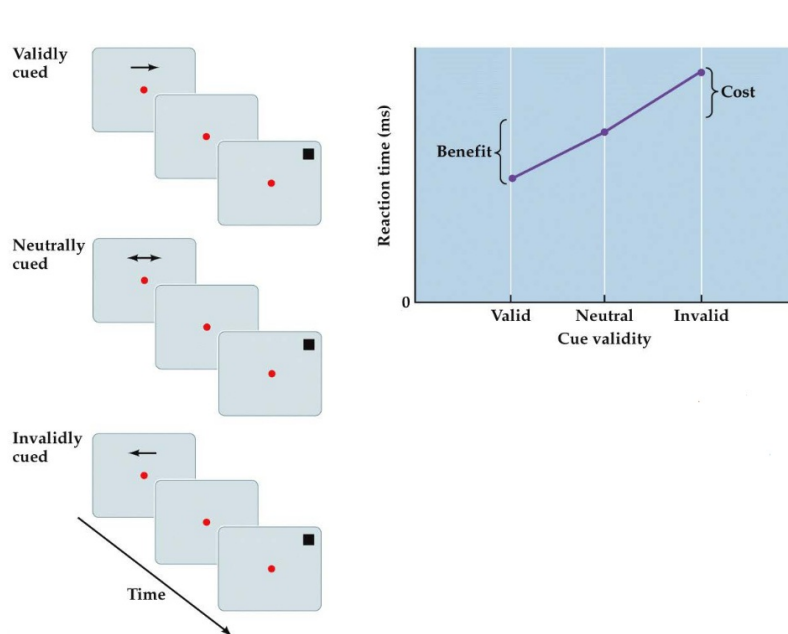 Validly
cued
Neutrally
cued
Invalidly
cued
Time
Reaction time (ms)
Benefit
Cost
0
Valid
Neutral
Invalid
Cue validity